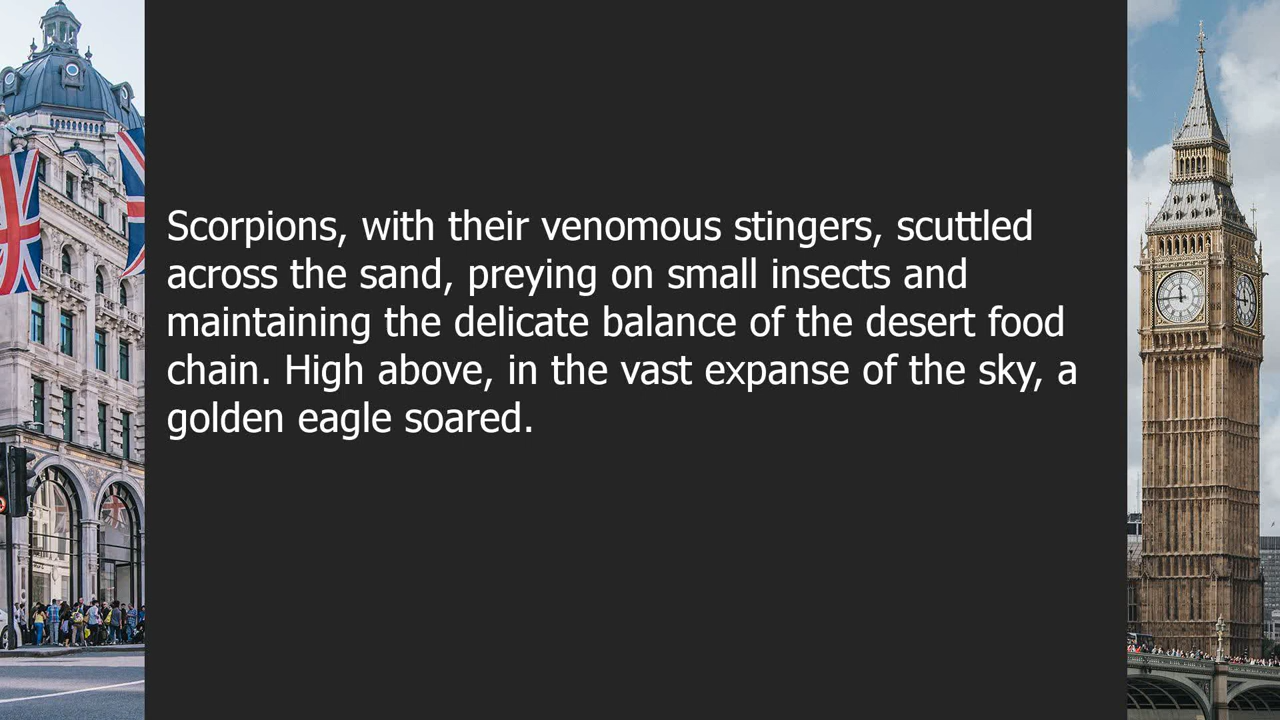 Scorpions, with their venomous stingers, scuttled
across the sand, preying on small insects and
maintaining the delicate balance of the desert food
chain. High above, in the vast expanse of the sky, a
golden eagle soared.